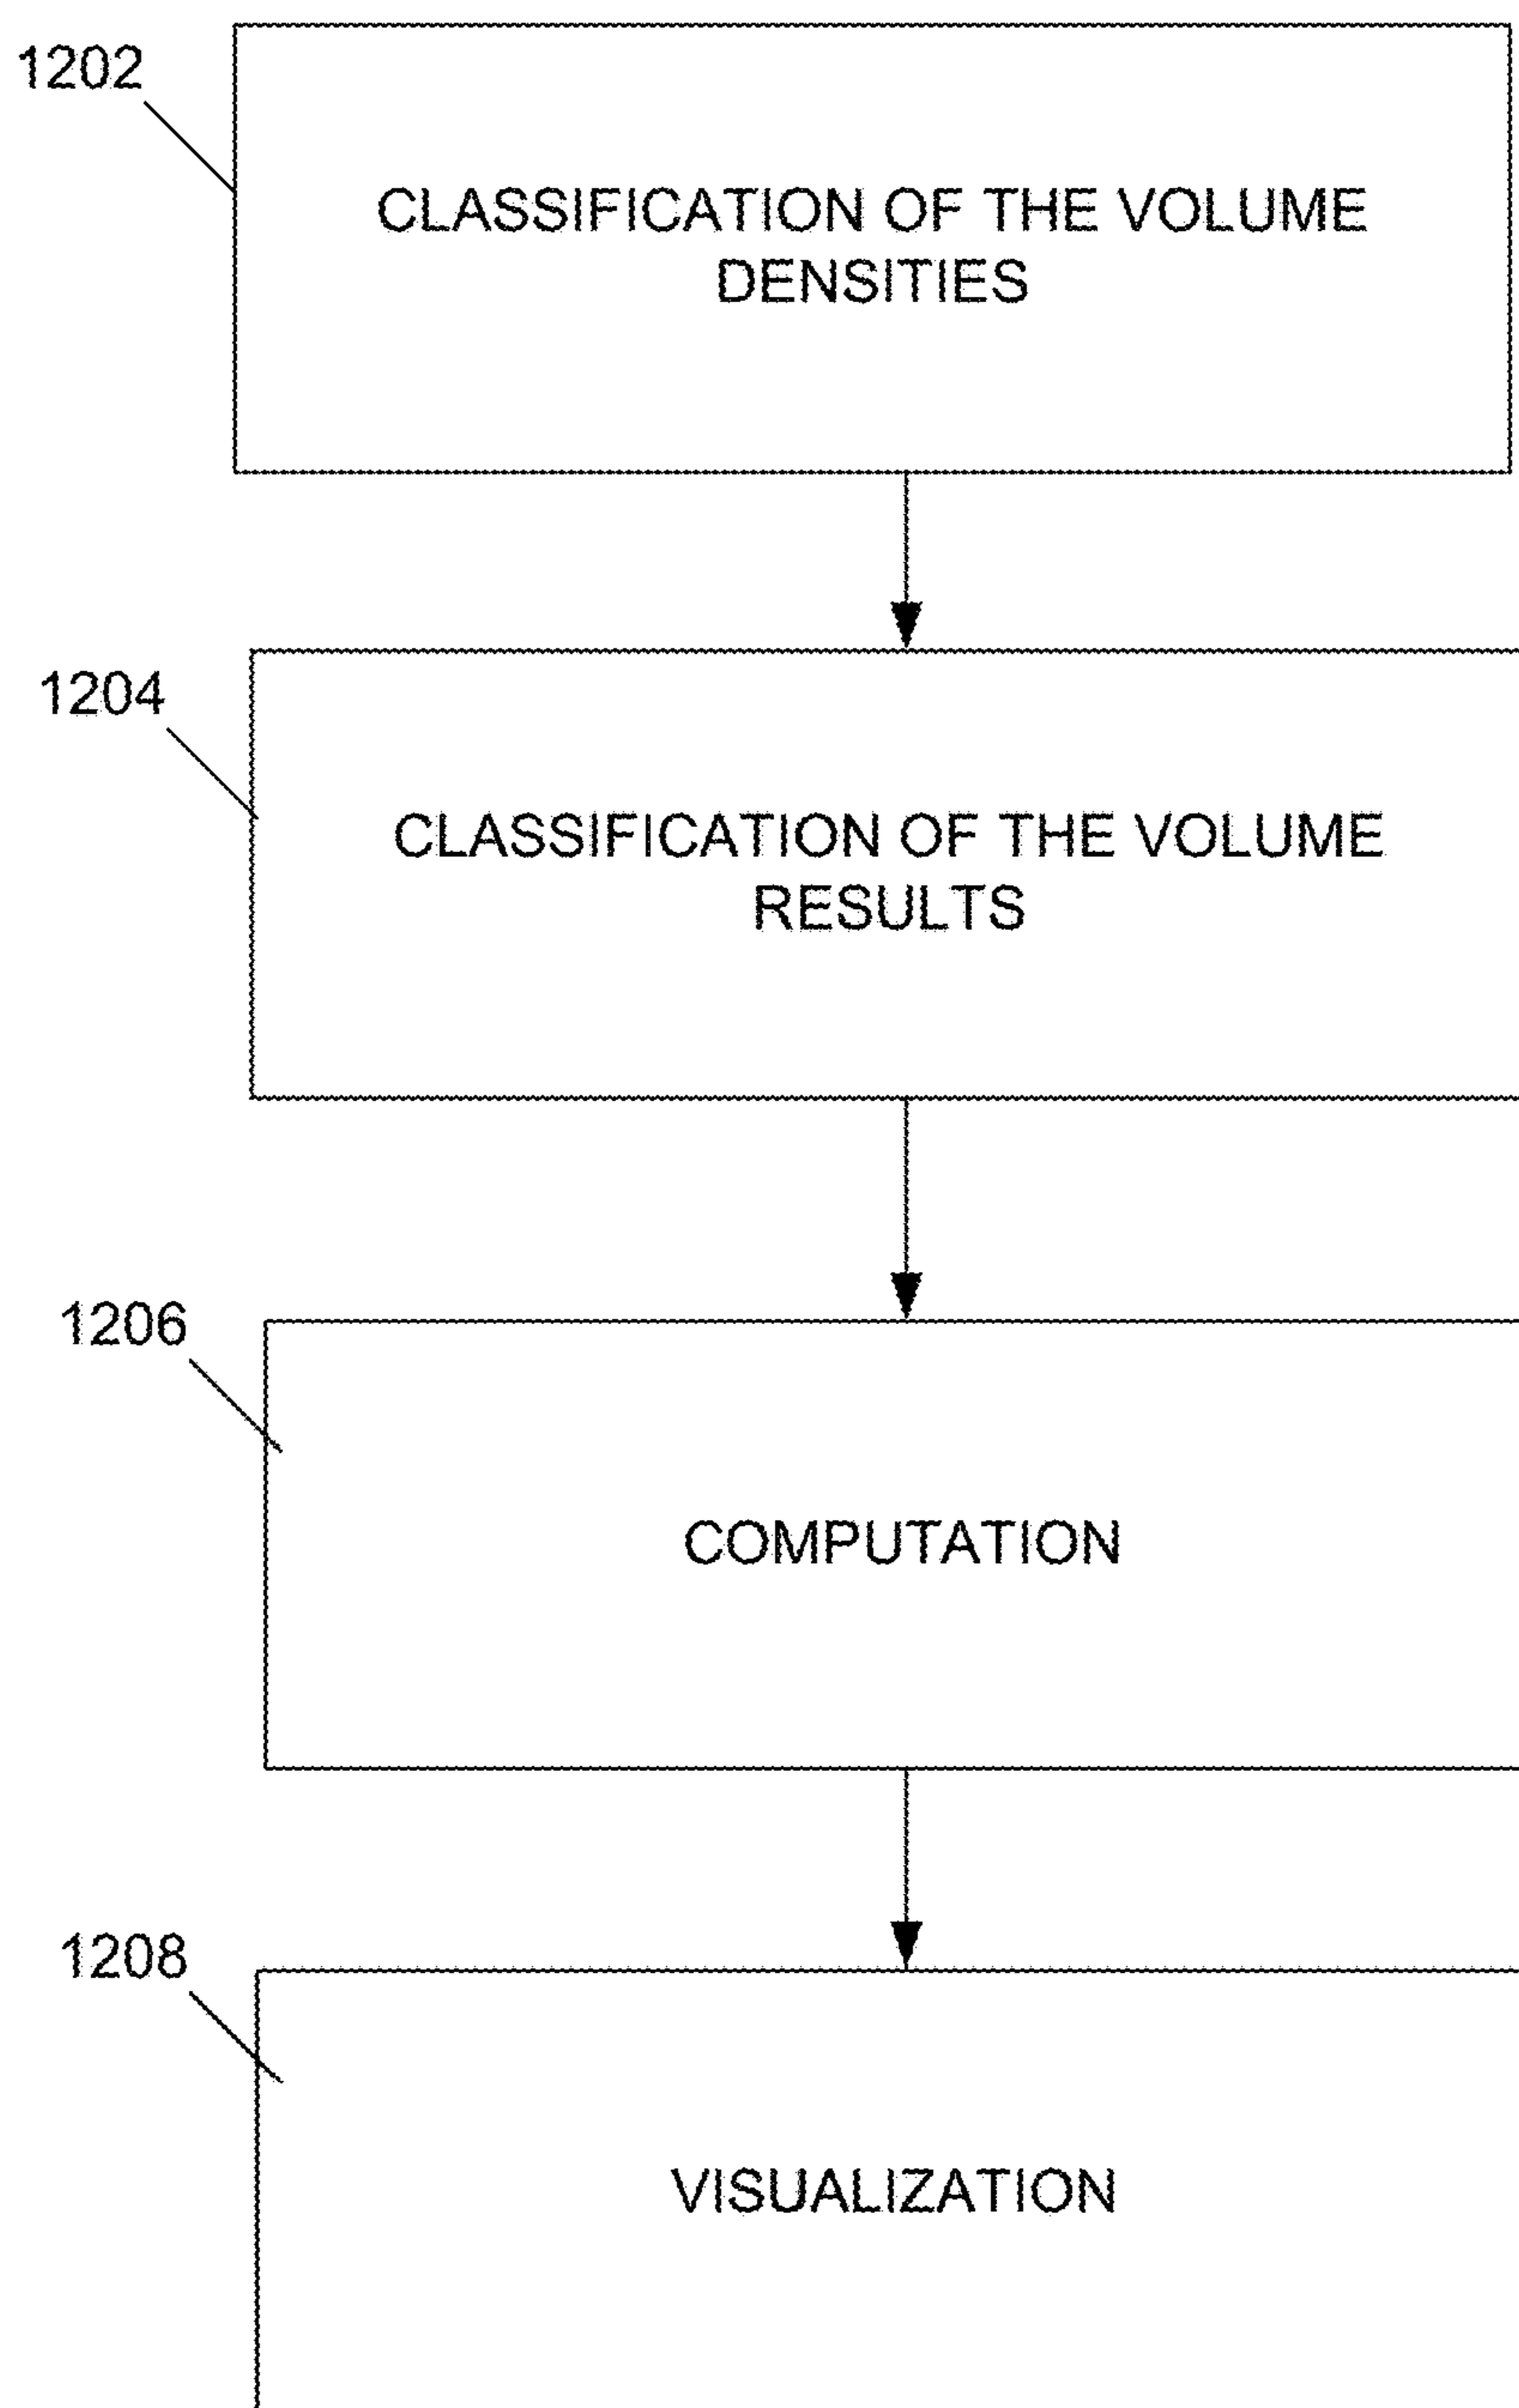 1202
CLASSIFICATION OF THE VOLUME
DENSITIES
1204
CLASSIFICATION OF THE VOLUME
RESULTS
1206
COMPUTATION
1208
VISUALIZATION